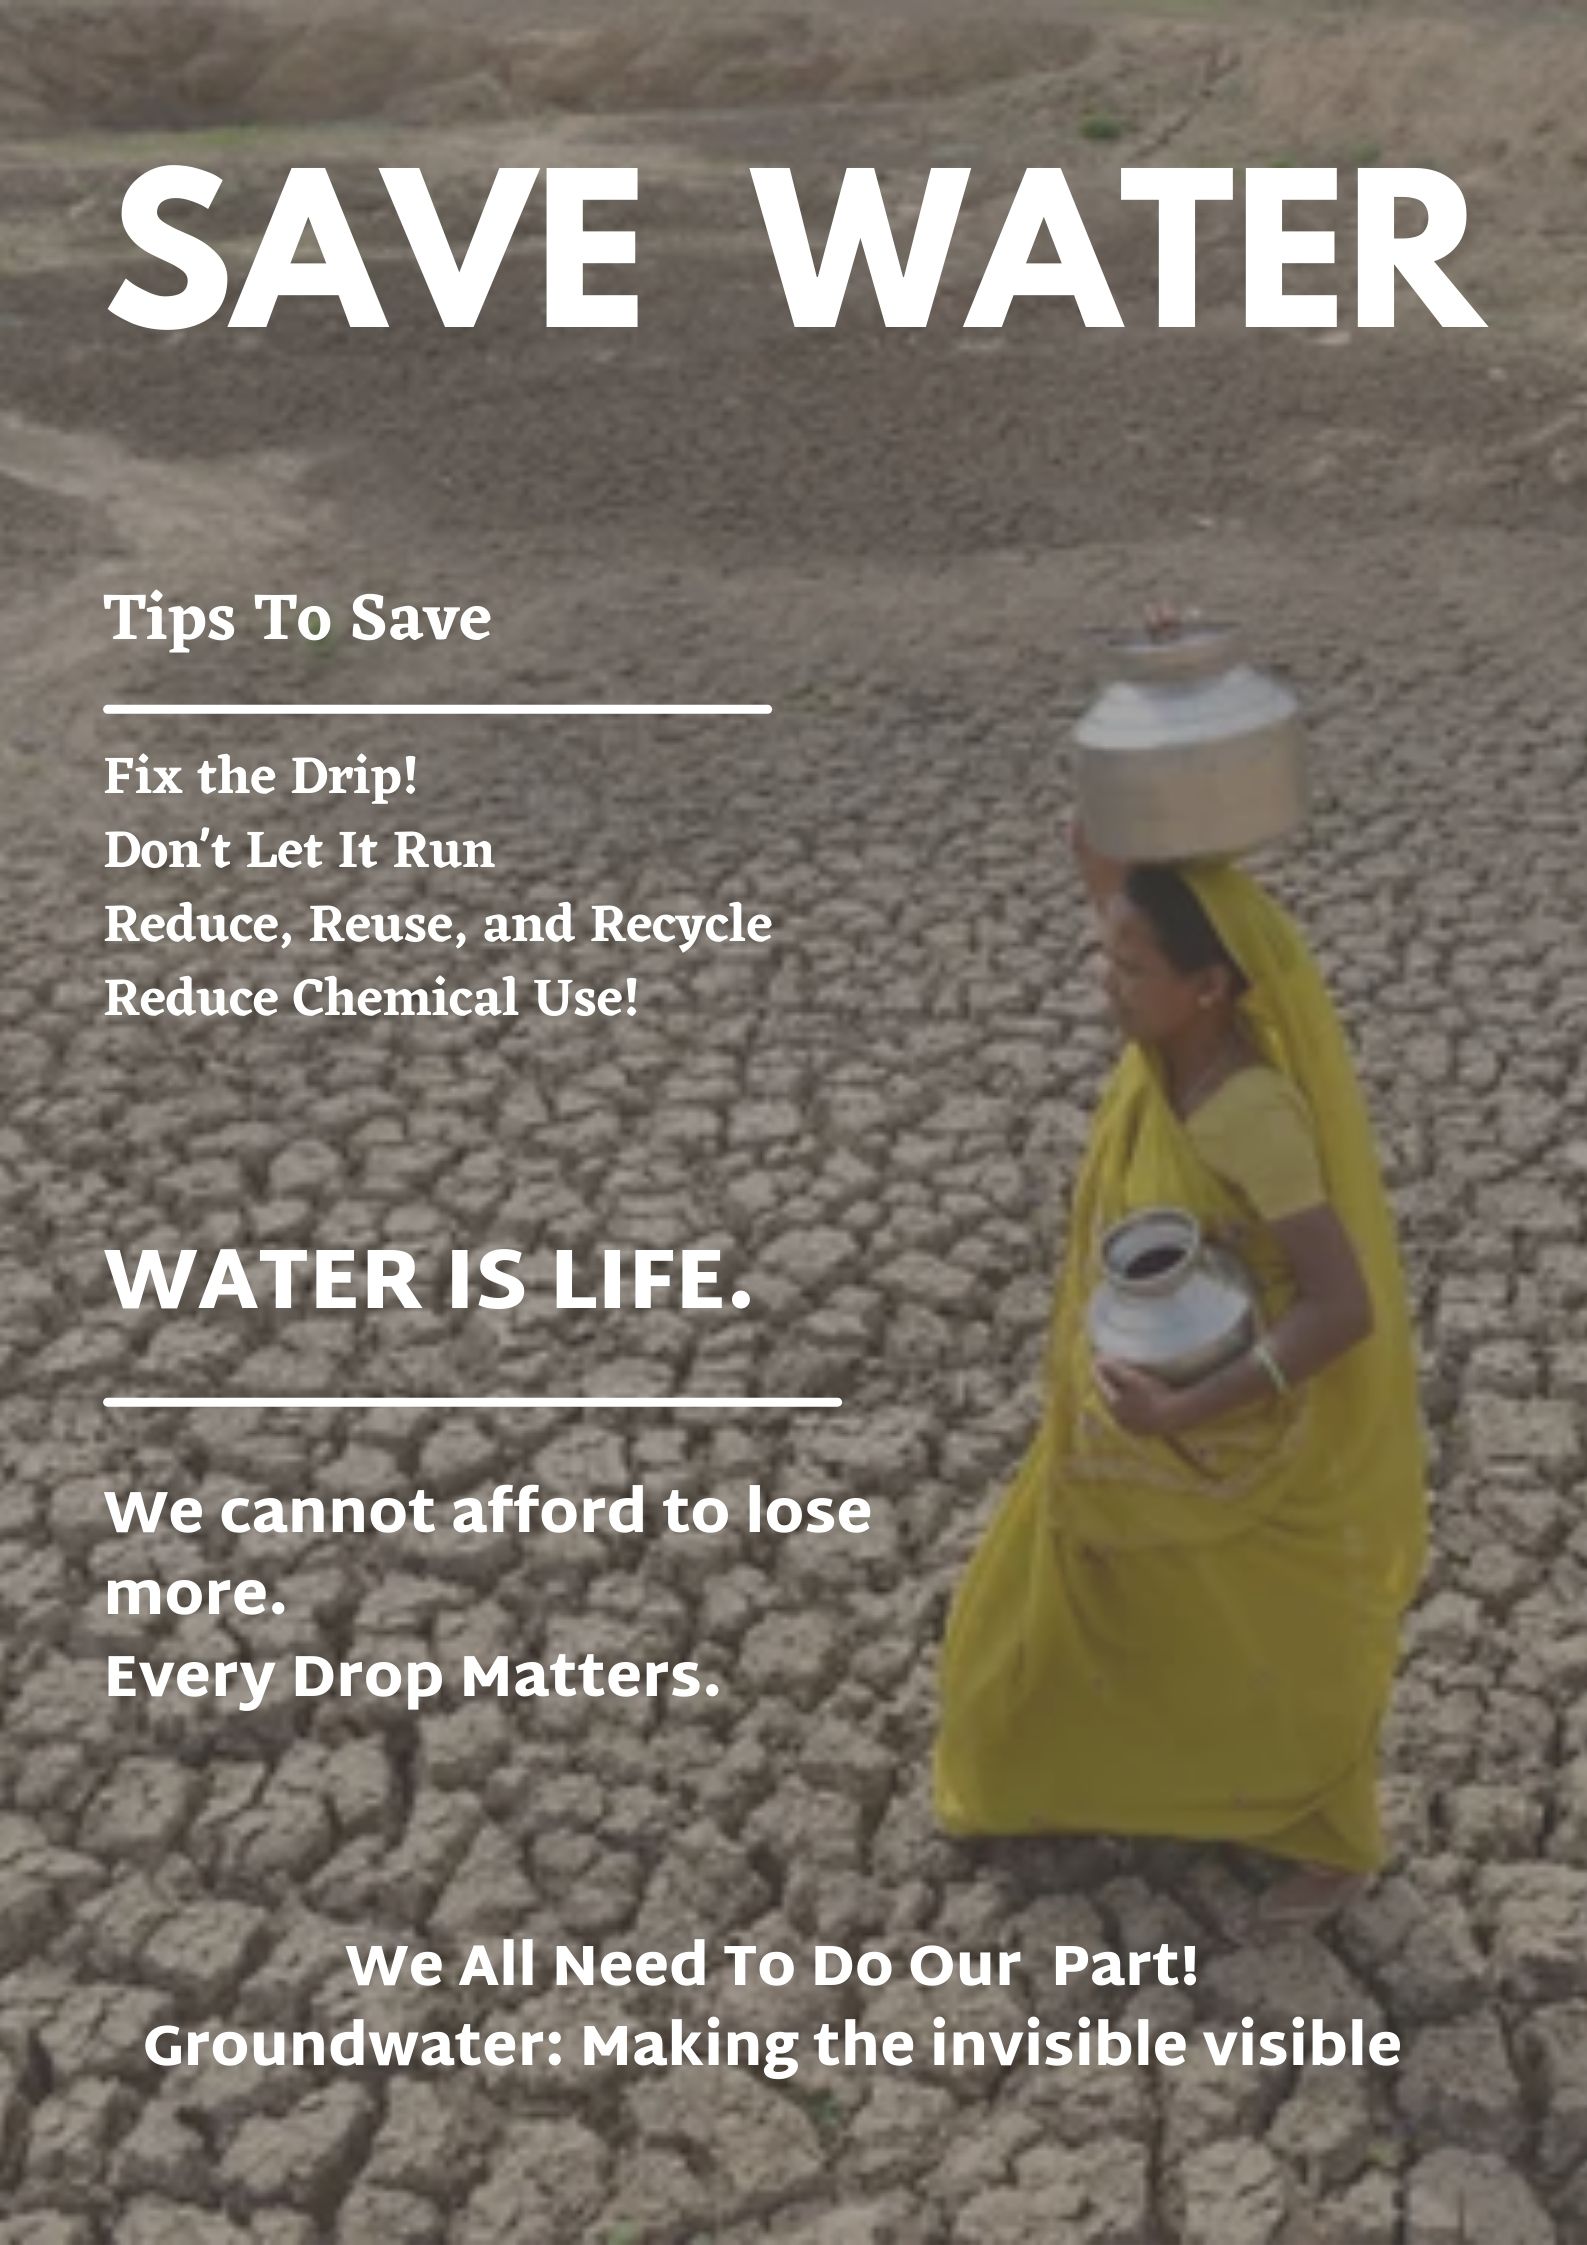 SAVE WATER
Tips To Save
Fix the Drip!
Don't Let It Run
Reduce, Reuse, and Recycle
Reduce Chemical Use!
WATER IS LIFE.
We cannot afford to lose
more.
Every Drop Matters.
We All Need To Do Our Part!
Groundwater: Making the invisible visible